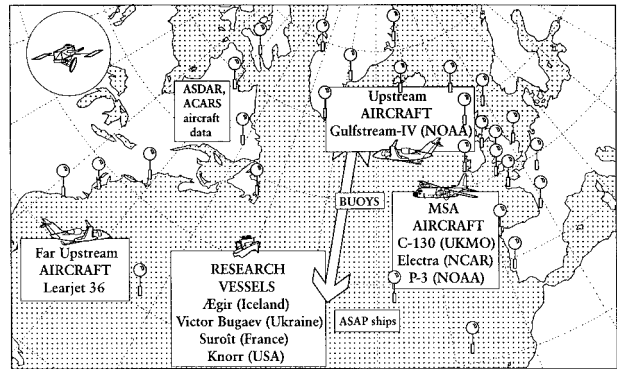 ASDAR,
ACARS
aircraft
data
Upstream
AIRCRAFT
Gulfstream-IV (NOAA)
BUOYS
MSA
AIRCRAFT
C-130 (UKMO)
Electra (NCAR)
P-3 (NOAA)
Far Upstream
AIRCRAFT
Learjet 36
RESEARCH
VESSELS
Ægir (Iceland)
Victor Bugaev (Ukraine)
Suroît (France)
Knorr (USA)
ASAP ships